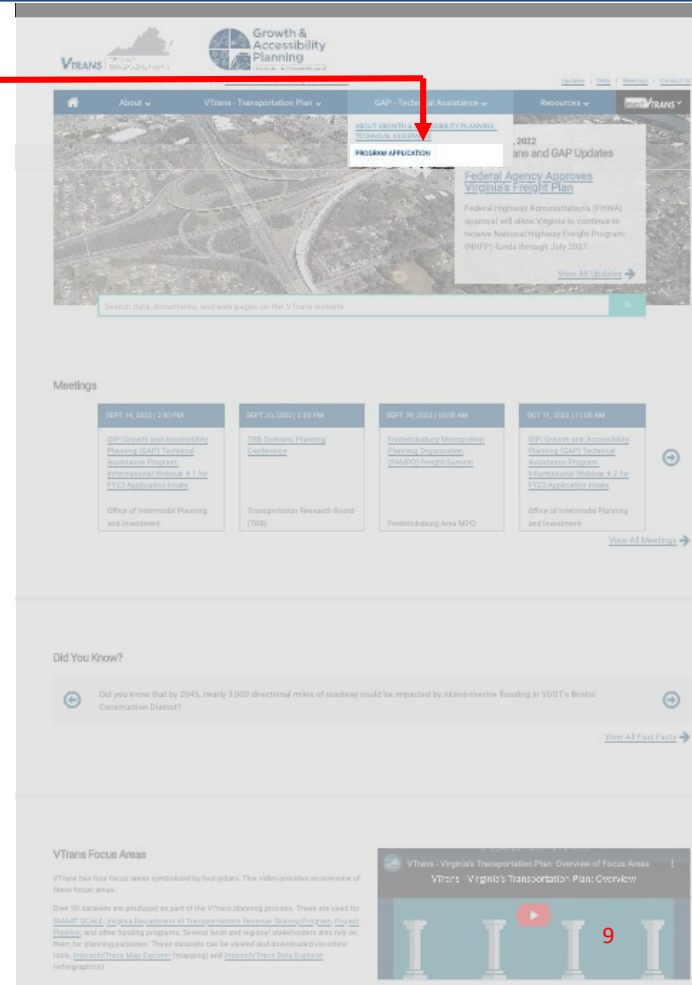 VTRANS
Growth &
Accessibility
Planning
Updates | FAQs | Meetings | Contact Us
About
VTrans - Transportation Plan
GAP - Technical Assistance
Resources
VTRANS
ABOUT GROWTH & ACCESSIBILITY PLANNING -
TECHNICAL ASSISTANCE
PROGRAM APPLICATION
, 2022
ans and GAP Updates
Federal Agency Approves
Virginia's Freight Plan
Federal Highway Administrations (FHWA)
approval will allow Virginia to continue to
receive National Highway Freight Program
(NHFP) funds through July 2027.
View All Updates
Search data, documents, and web pages on the VTrans website
Meetings
SEPT 14, 2022 | 2:00 PM
OIPI Growth and Accessibility
Planning (GAP) Technical
Assistance Program:
Informational Webinar # 1 for
FY23 Application Intake
Office of Intermodal Planning
and Investment
SEPT 20, 2022 | 2:30 PM
TRB Scenario Planning
Conference
Transportation Research Board
(TRB)
SEPT 29, 2022 | 10:00 AM
Fredericksburg Metropolitan
Planning Organization
(FAMPO) Freight Summit
Fredericksburg Area MPO
OCT 11, 2022 | 11:00 AM
OIPI Growth and Accessibility
Planning (GAP) Technical
Assistance Program:
Informational Webinar # 2 for
FY23 Application Intake
Office of Intermodal Planning
and Investment
View All Meetings
Did You Know?
Did you know that by 2045, nearly 3,000 directional miles of roadway could be impacted by inland/riverine flooding in VDOT's Bristol
Construction District?
View All Fast Facts
VTrans Focus Areas
VTrans has four focus areas symbolized by four pillars. This video provides an overview of
these focus areas.
Over 50 datasets are produced as part of the VTrans planning process. These are used for
SMART SCALE, Virginia Department of Transportation's Revenue Sharing Program, Project
Pipeline, and other funding programs. Several local and regional stakeholders also rely on
them for planning purposes. These datasets can be viewed and downloaded via online
tools, InteractVTrans Map Explorer (mapping) and InteractVTrans Data Explorer
(infographics).
VTrans - Virginia's Transportation Plan: Overview of Focus Areas
VTrans - Virginia's Transportation Plan: Overview
9